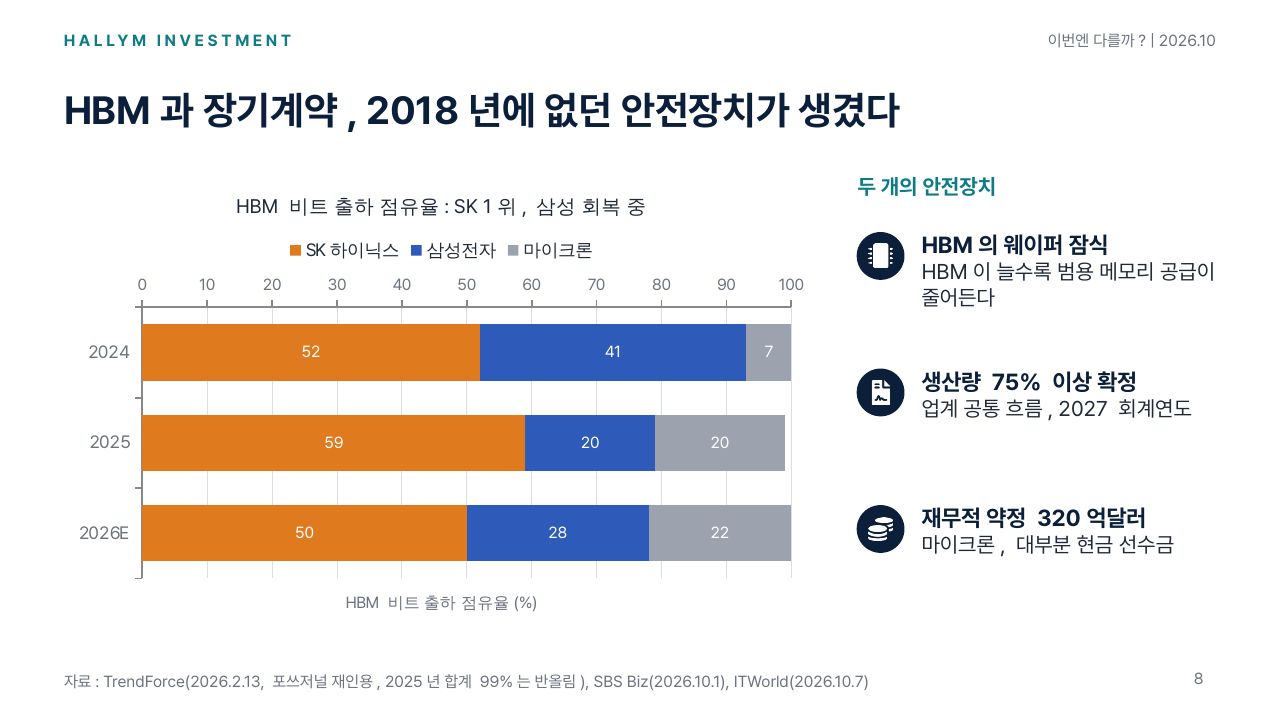 HALLYM INVESTMENT
이번엔 다를까 ? | 2026.10
HBM 과 장기계약 , 2018 년에 없던 안전장치가 생겼다
HBM 비트 출하 점유율 : SK 1 위 , 삼성 회복 중
SK 하이닉스 삼성전자 마이크론
0 10 20 30 40 50 60 70 80 90 100
2024 52 41 7
2025 59 20 20
2026E 50 28 22
HBM 비트 출하 점유율 (%)
두 개의 안전장치
HBM 의 웨이퍼 잠식
HBM 이 늘수록 범용 메모리 공급이
줄어든다
생산량 75% 이상 확정
업계 공통 흐름 , 2027 회계연도
재무적 약정 320 억달러
마이크론 , 대부분 현금 선수금
자료 : TrendForce(2026.2.13, 포쓰저널 재인용 , 2025 년 합계 99% 는 반올림 ), SBS Biz(2026.10.1), ITWorld(2026.10.7)
8